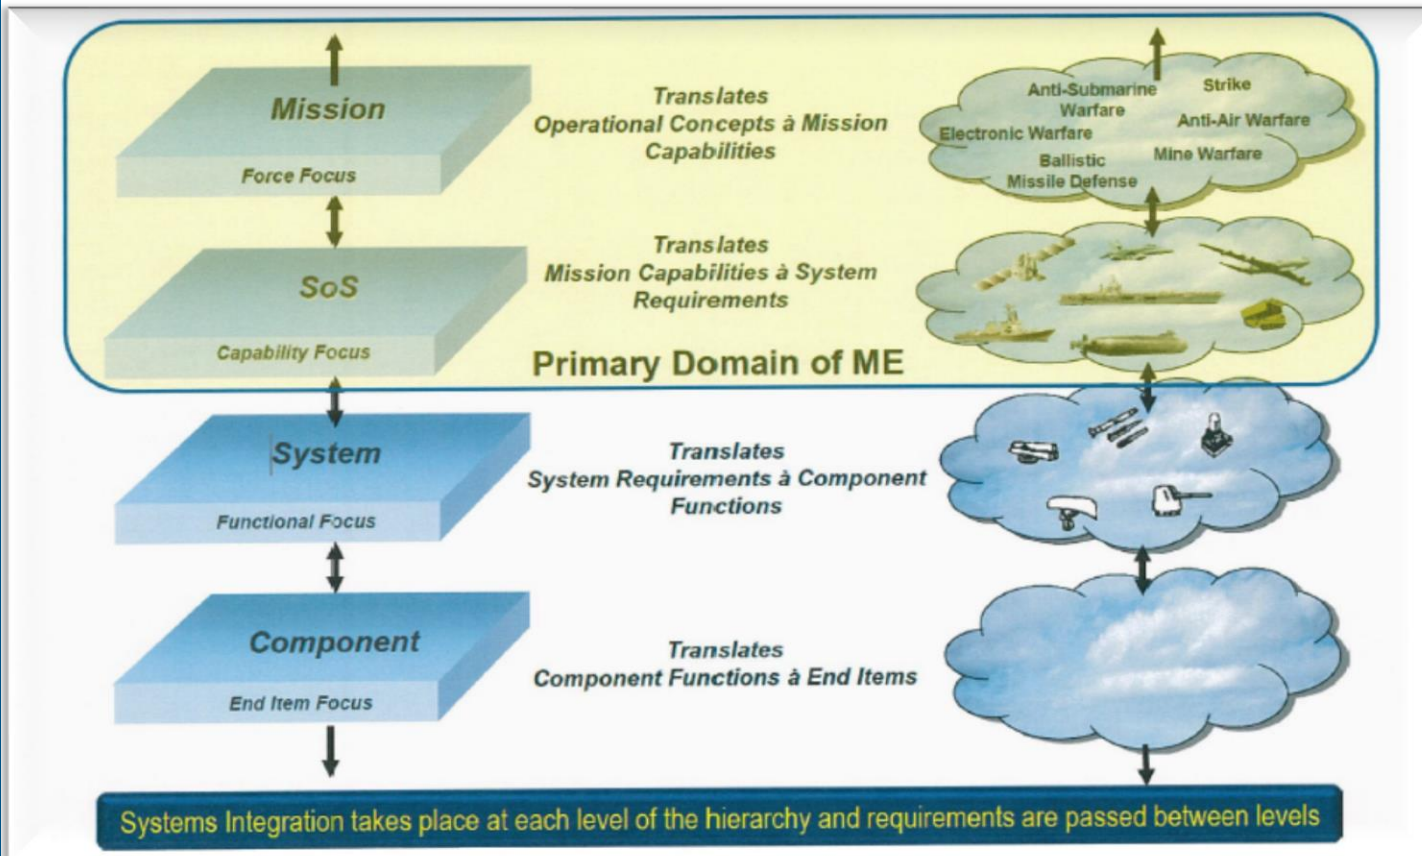 Mission
Force Focus
Translates
Operational Concepts à Mission
Capabilities
Anti-Submarine
Warfare
Strike
Electronic Warfare
Anti-Air Warfare
Ballistic
Missile Defense
Mine Warfare
SoS
Capability Focus
Translates
Mission Capabilities à System
Requirements
Primary Domain of ME
System
Functional Focus
Translates
System Requirements à Component
Functions
Component
End Item Focus
Translates
Component Functions à End Items
Systems Integration takes place at each level of the hierarchy and requirements are passed between levels